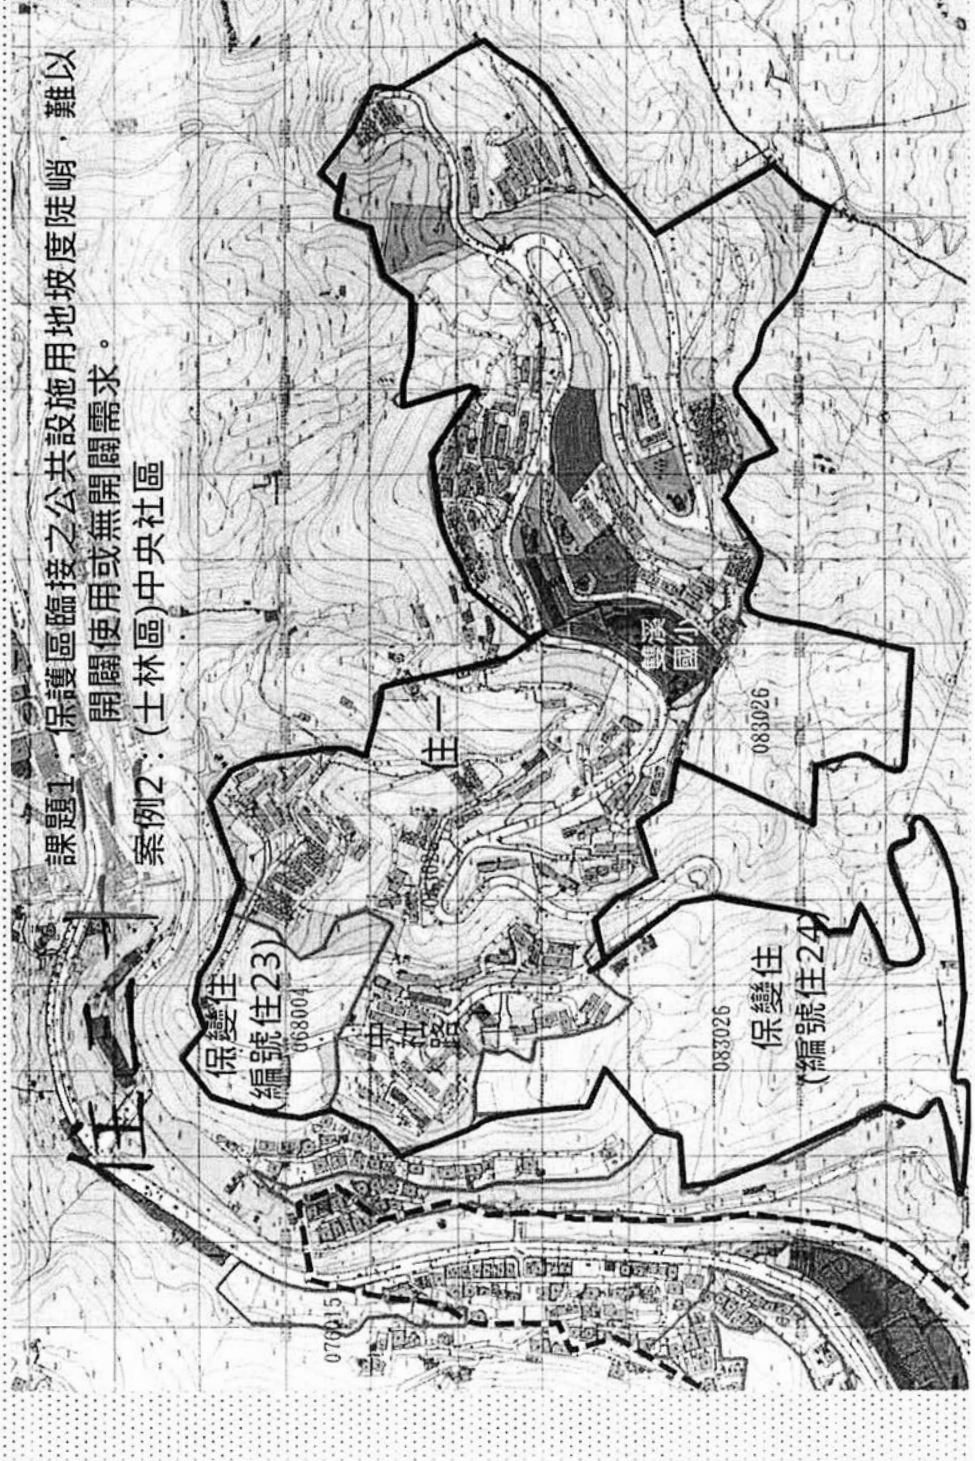 課題1 保護區臨接之公共設施用地坡度陡峭，難以
開闢使用或無開闢需求。
案例2：(士林區)中央社區
保變住
編號住23)
068004
中社路
住一
雙溪
國小
083026
083026
保變住
(編號住24)